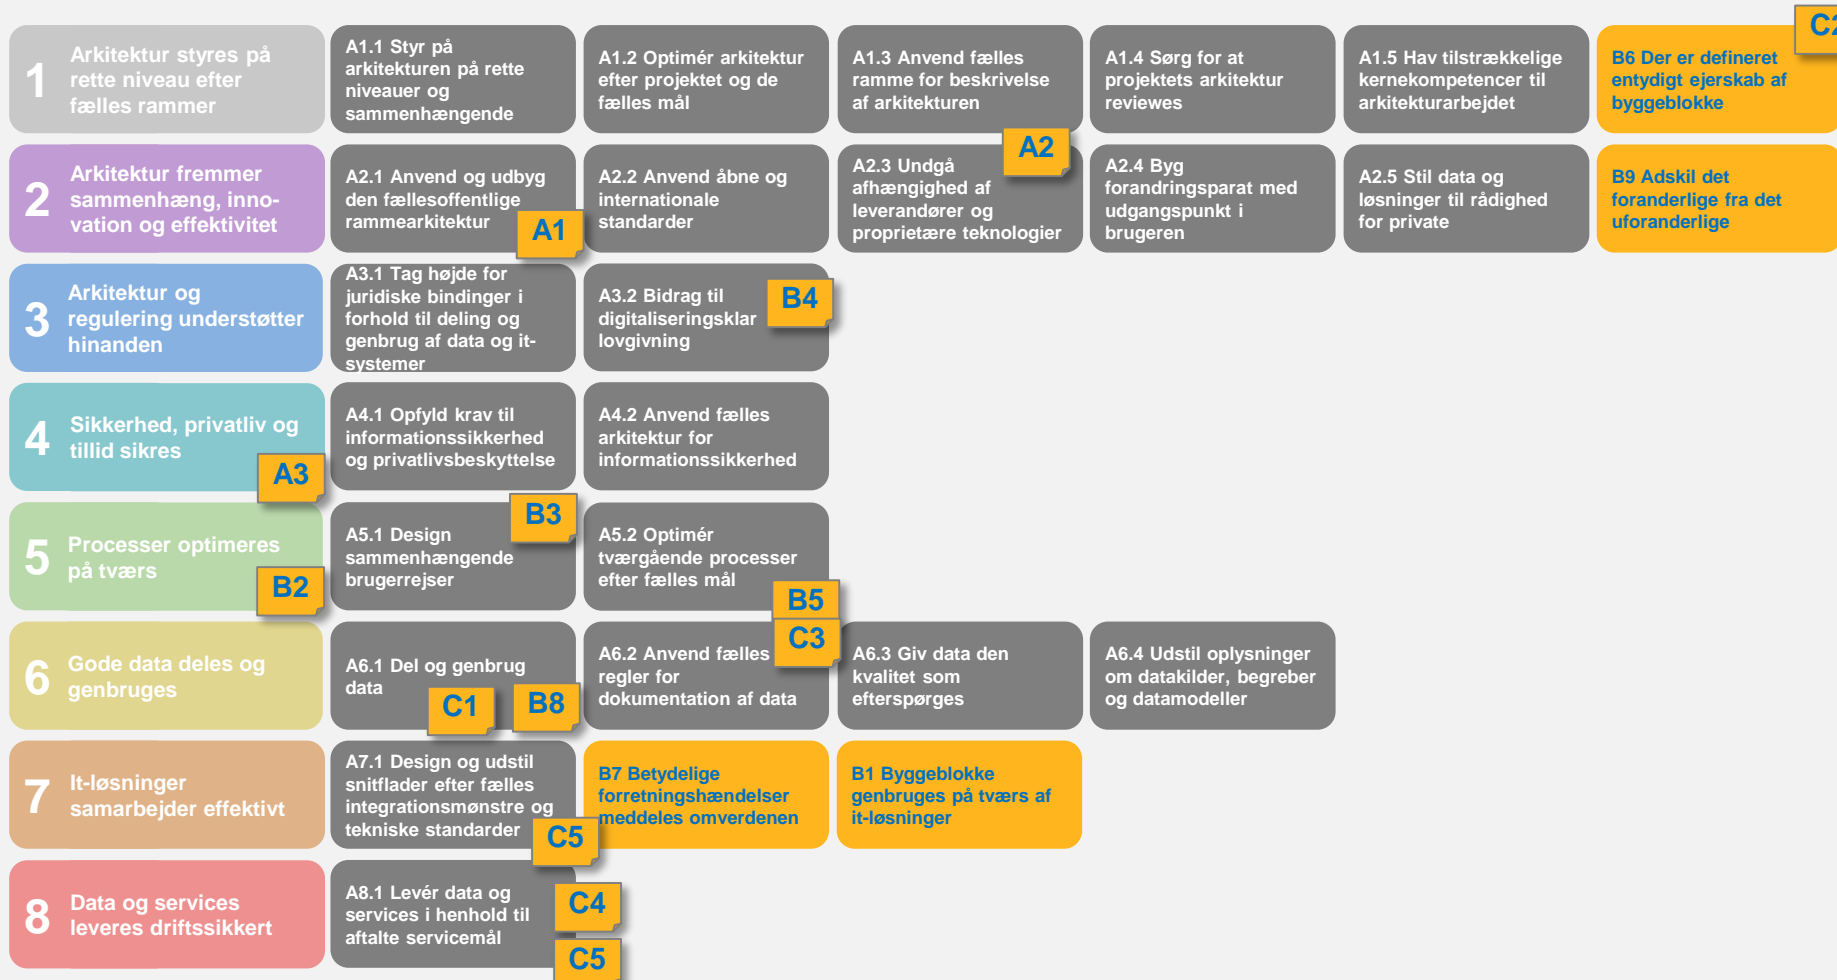 1
Arkitektur styres på
rette niveau efter
fælles rammer
A1.1 Styr på
arkitekturen på rette
niveauer og
sammenhængende
A1.2 Optimér arkitektur
efter projektet og de
fælles mål
A1.3 Anvend fælles
ramme for beskrivelse
af arkitekturen
A1.4 Sørg for at
projektets arkitektur
reviewes
A1.5 Hav tilstrækkelige
kernekompetencer til
arkitekturarbejdet
B6 Der er defineret
entydigt ejerskab af
byggeblokke
C2
2
Arkitektur fremmer
sammenhæng, inno-
vation og effektivitet
A2.1 Anvend og udbyg
den fællesoffentlige
rammearkitektur
A1
A2.2 Anvend åbne og
internationale
standarder
A2.3 Undgå
afhængighed af
leverandører og
proprietære teknologier
A2
A2.4 Byg
forandringsparat med
udgangspunkt i
brugeren
A2.5 Stil data og
løsninger til rådighed
for private
B9 Adskil det
foranderlige fra det
uforanderlige
3
Arkitektur og
regulering understøtter
hinanden
A3.1 Tag højde for
juridiske bindinger i
forhold til deling og
genbrug af data og it-
systemer
A3.2 Bidrag til
digitaliseringsklar
lovgivning
B4
4
Sikkerhed, privatliv og
tillid sikres
A3
A4.1 Opfyld krav til
informationssikkerhed
og privatlivsbeskyttelse
A4.2 Anvend fælles
arkitektur for
informationssikkerhed
5
Processer optimeres
på tværs
B2
A5.1 Design
sammenhængende
brugerrejser
B3
A5.2 Optimér
tværgående processer
efter fælles mål
B5
6
Gode data deles og
genbruges
A6.1 Del og genbrug
data
C1
B8
A6.2 Anvend fælles
regler for
dokumentation af data
C3
A6.3 Giv data den
kvalitet som
efterspørges
A6.4 Udstil oplysninger
om datakilder, begreber
og datamodeller
7
It-løsninger
samarbejder effektivt
A7.1 Design og udstil
snitflader efter fælles
integrationsmønstre og
tekniske standarder
C5
B7 Betydelige
forretningshændelser
meddeles omverdenen
B1 Byggeblokke
genbruges på tværs af
it-løsninger
8
Data og services
leveres driftssikkert
A8.1 Levér data og
services i henhold til
aftalte servicemål
C4
C5